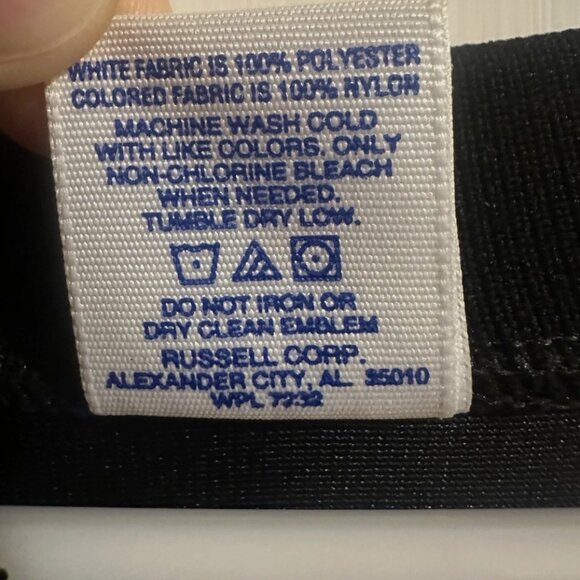 WHITE FABRIC IS 100% POLYESTER
COLORED FABRIC IS 100% NYLON
MACHINE WASH COLD
WITH LIKE COLORS. ONLY
NON-CHLORINE BLEACH
WHEN NEEDED.
TUMBLE DRY LOW.
DO NOT IRON OR
DRY CLEAN EMBLEM
RUSSELL CORP.
ALEXANDER CITY, AL 35010
WPL 7232